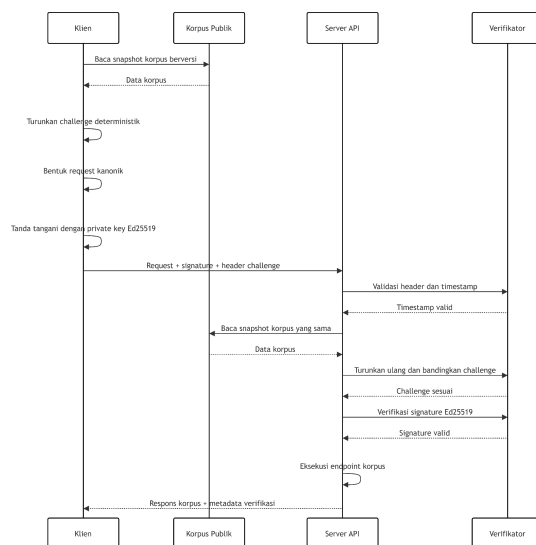 Klien
Korpus Publik
Server API
Verifikator
Baca snapshot korpus berversi
Data korpus
Turunkan challenge deterministik
Bentuk request kanonik
Tanda tangani dengan private key Ed25519
Request + signature + header challenge
Validasi header dan timestamp
Timestamp valid
Baca snapshot korpus yang sama
Data korpus
Turunkan ulang dan bandingkan challenge
Challenge sesuai
Verifikasi signature Ed25519
Signature valid
Eksekusi endpoint korpus
Respons korpus + metadata verifikasi
Klien
Korpus Publik
Server API
Verifikator